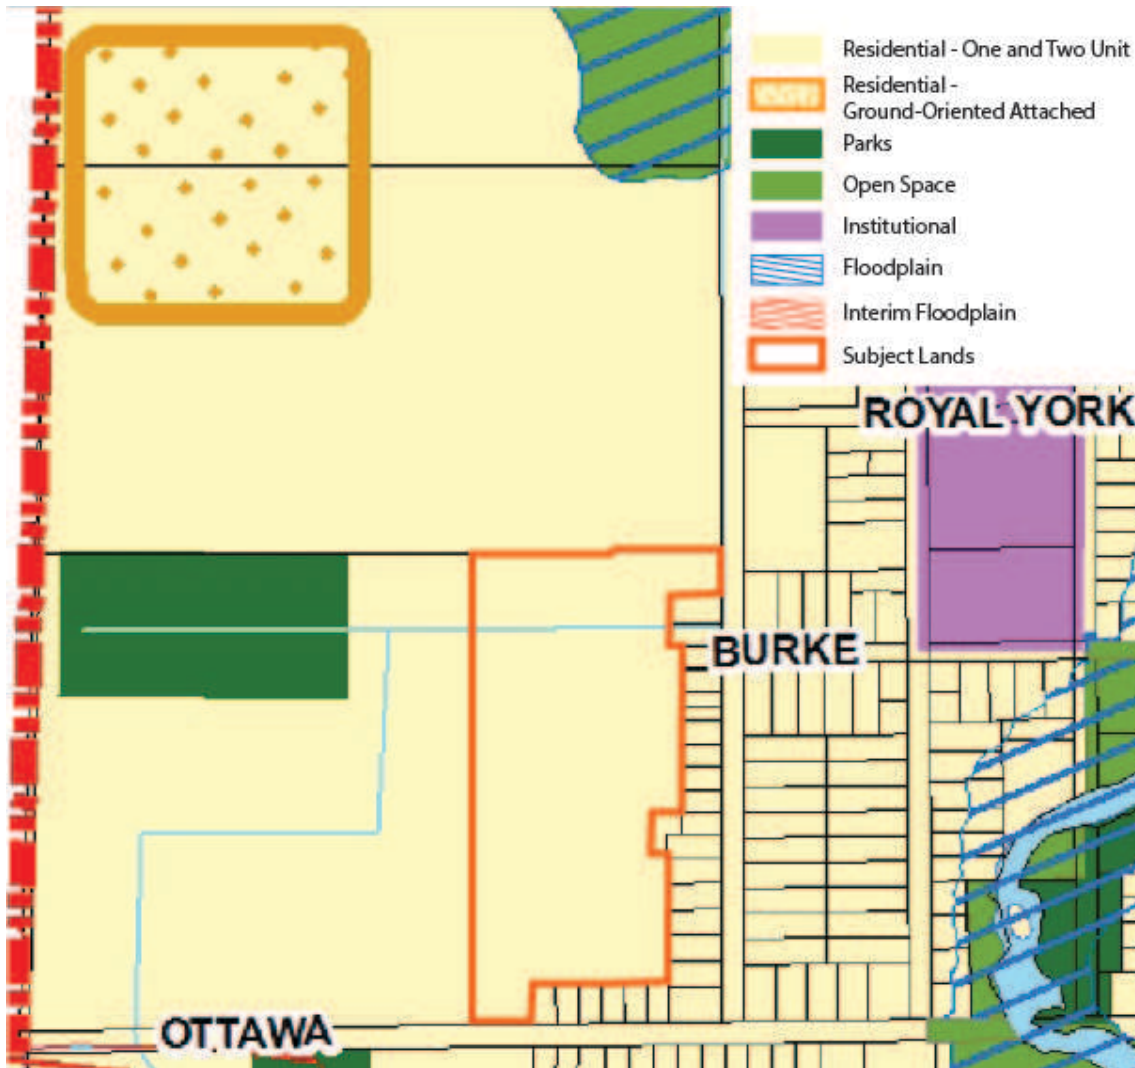 Residential - One and Two Unit
Residential -
Ground-Oriented Attached
Parks
Open Space
Institutional
Floodplain
Interim Floodplain
Subject Lands
ROYAL YORK
BURKE
OTTAWA